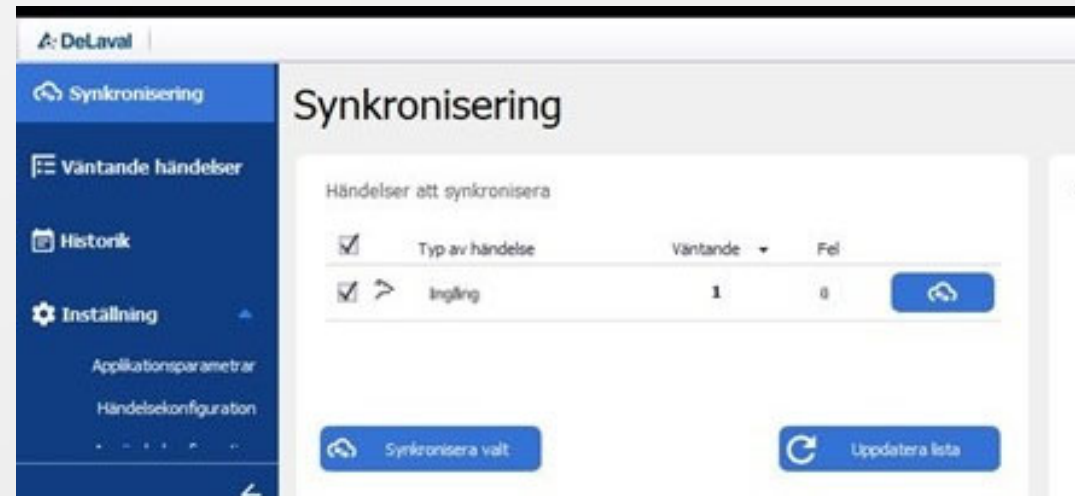 DeLaval
Synkronisering
Väntande händelser
Historik
Inställning
Applikationsparametrar
Händelsekonfiguration
Synkronisering
Händelser att synkronisera
Typ av händelse Väntande Fel
Ingång 1 0
Synkronisera valt
Uppdatera lista